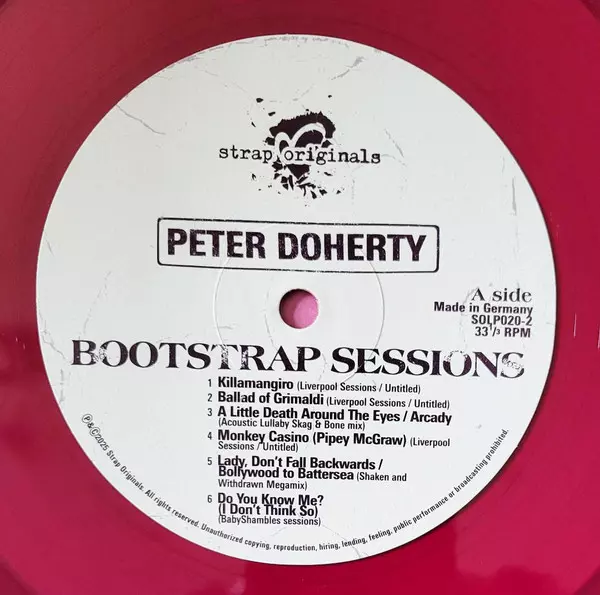 strap originals
PETER DOHERTY
A side
Made in Germany
SOLP020-2
33 1/3 RPM
BOOTSTRAP SESSIONS
1 Killamangiro (Liverpool Sessions / Untitled)
2 Ballad of Grimaldi (Liverpool Sessions / Untitled)
3 A Little Death Around The Eyes / Arcady
(Acoustic Lullaby Skag & Bone mix)
4 Monkey Casino (Pipey McGraw) (Liverpool
Sessions / Untitled)
5 Lady, Don't Fall Backwards /
Bollywood to Battersea (Shaken and
Withdrawn Megamix)
6 Do You Know Me?
(I Don't Think So)
(BabyShambles sessions)
℗ & ©2025 Strap Originals. All rights reserved. Unauthorized copying, reproduction, hiring, lending, feeling, public performance or broadcasting prohibited.